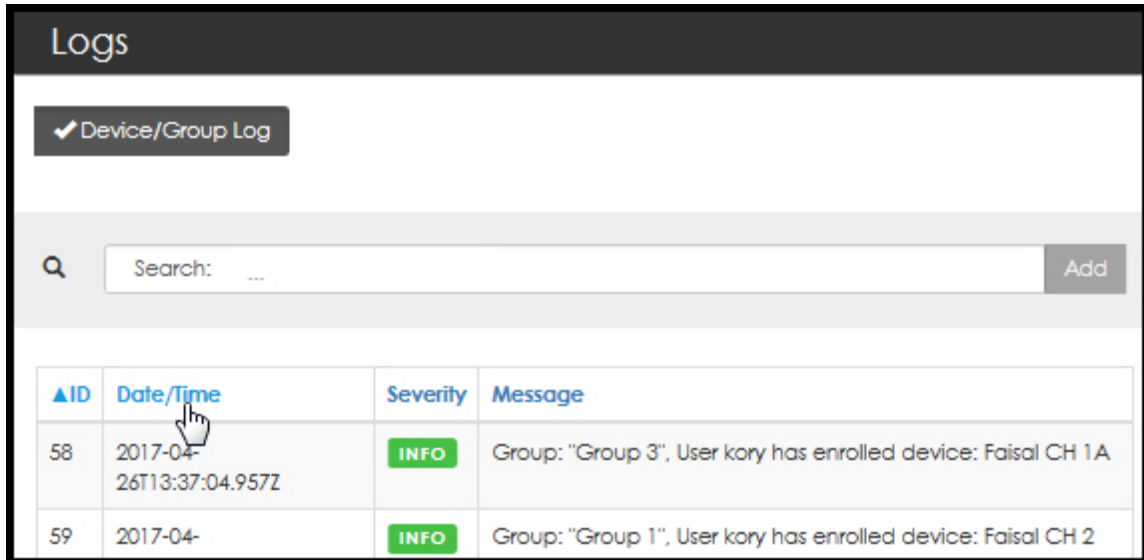 Logs
✔Device/Group Log
Search: ...
Add
▲ID Date/Time Severity Message
58 2017-04- INFO Group: "Group 3", User kory has enrolled device: Faisal CH 1A
26T13:37:04.957Z
59 2017-04- INFO Group: "Group 1", User kory has enrolled device: Faisal CH 2